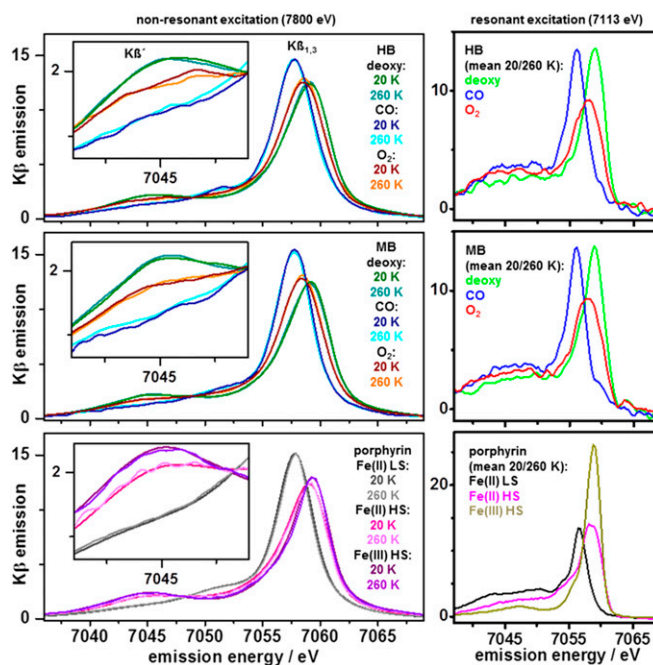 non-resonant excitation (7800 eV)
resonant excitation (7113 eV)
Kß´
Kß1,3
HB
deoxy:
20 K
260 K
CO:
20 K
260 K
O2:
20 K
260 K
15
0
2
7045
Kβ emission
HB
(mean 20/260 K):
deoxy
CO
O2
10
0
MB
deoxy:
20 K
260 K
CO:
20 K
260 K
O2:
20 K
260 K
15
0
2
7045
Kβ emission
MB
(mean 20/260 K):
deoxy
CO
O2
10
0
porphyrin
Fe(II) LS:
20 K
260 K
Fe(II) HS:
20 K
260 K
Fe(III) HS:
20 K
260 K
15
0
2
7045
Kβ emission
7040 7045 7050 7055 7060 7065
emission energy / eV
porphyrin
(mean 20/260 K):
Fe(II) LS
Fe(II) HS
Fe(III) HS
20
10
0
7045 7055 7065
emission energy / eV